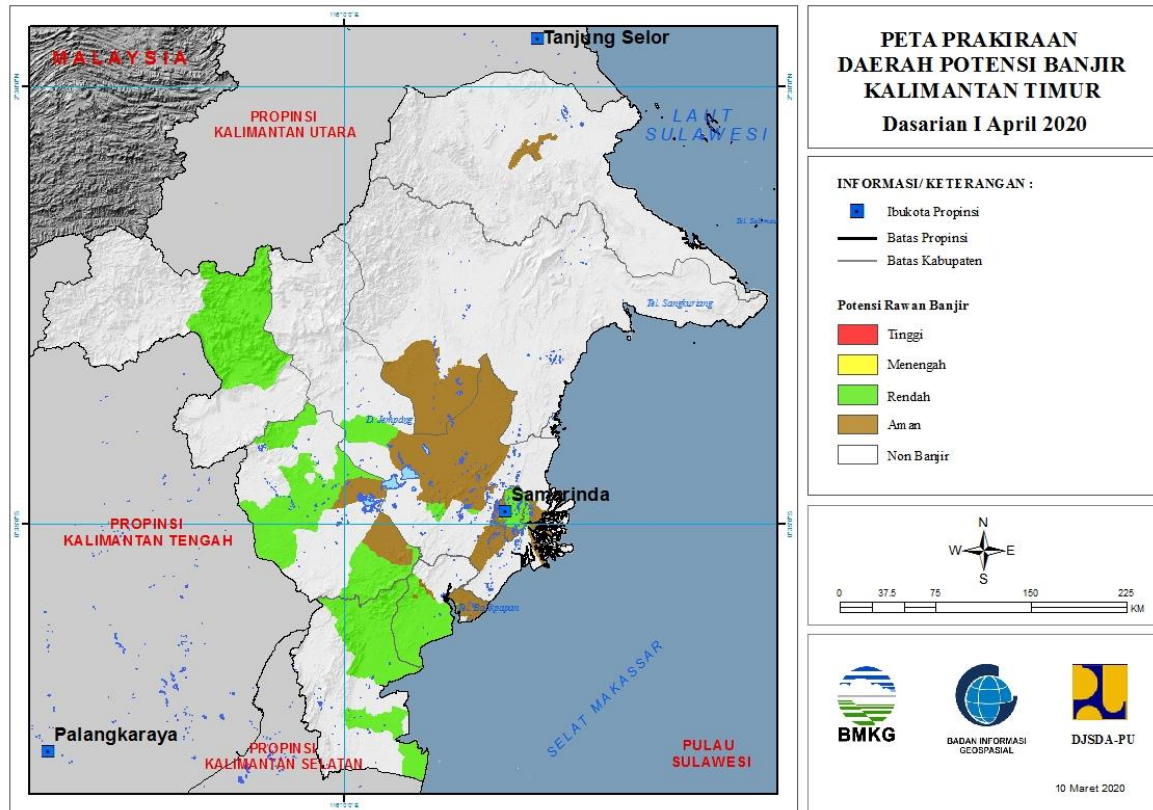 MALAYSIA
Tanjung Selor
PROPINSI
KALIMANTAN UTARA
LAUT
SULAWESI
Tel. Sangkuriang
D. Jempang
Samarinda
PROPINSI
KALIMANTAN TENGAH
SELAT MAKASSAR
Palangkaraya
PROPINSI
KALIMANTAN SELATAN
PULAU
SULAWESI
PETA PRAKIRAAN
DAERAH POTENSI BANJIR
KALIMANTAN TIMUR
Dasarian I April 2020
INFORMASI/ KETERANGAN :
Ibukota Propinsi
Batas Propinsi
Batas Kabupaten
Potensi Rawan Banjir
Tinggi
Menengah
Rendah
Aman
Non Banjir
N
W E
S
0 37.5 75 150 225
KM
BMKG
BADAN INFORMASI
GEOSPASIAL
DJSDA-PU
10 Maret 2020